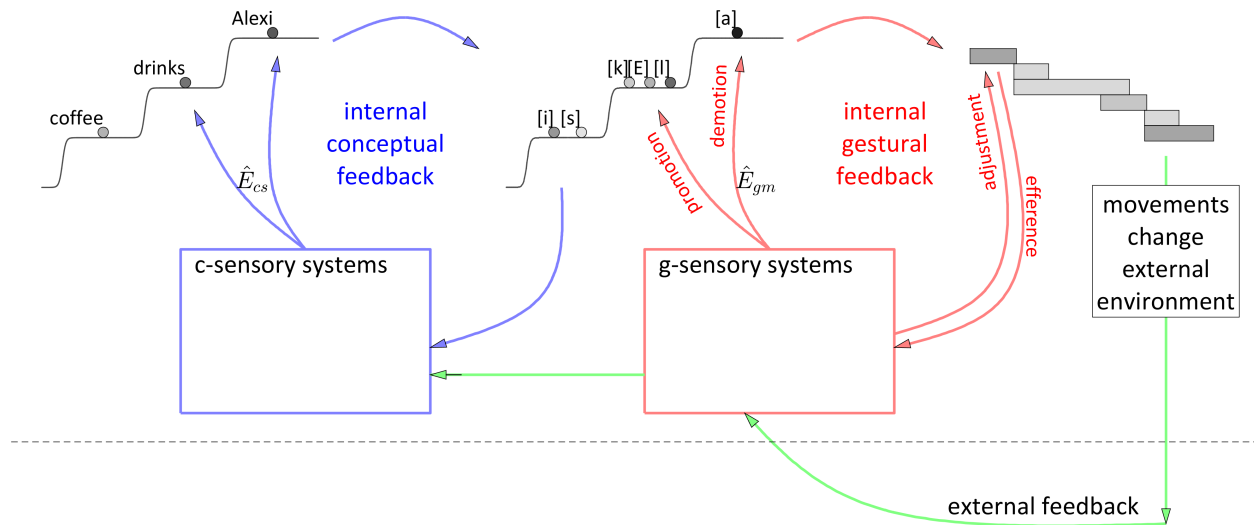 Alexi
drinks
coffee
internal
conceptual
feedback
Ê_cs
c-sensory systems
[a]
[k][E] [l]
[i] [s]
promotion
demotion
Ê_gm
internal
gestural
feedback
g-sensory systems
adjustment
efference
movements
change
external
environment
external feedback